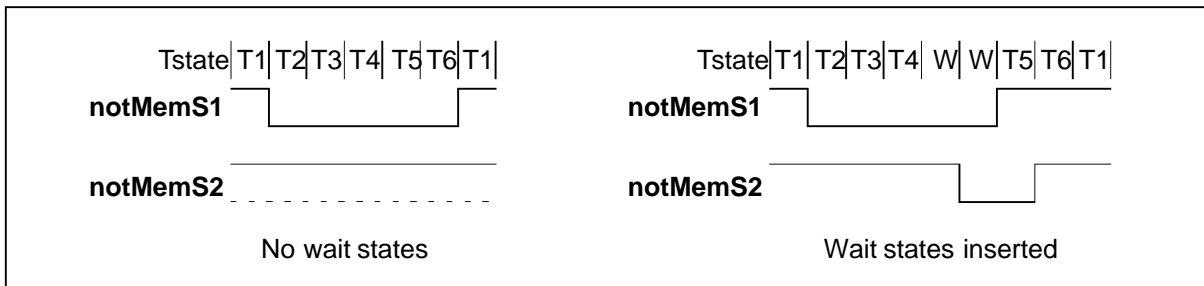 Tstate T1 T2 T3 T4 T5 T6 T1
notMemS1
notMemS2
No wait states
Tstate T1 T2 T3 T4 W W T5 T6 T1
notMemS1
notMemS2
Wait states inserted